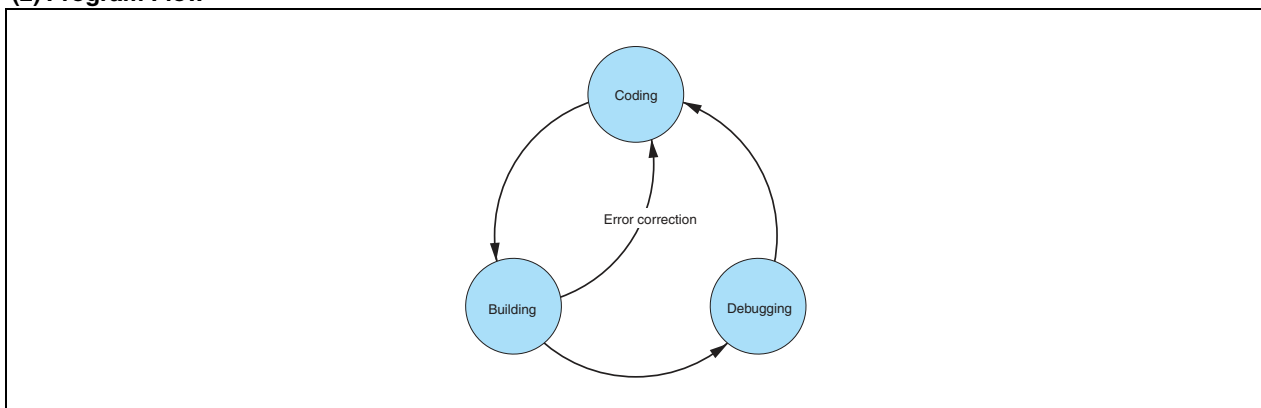 (2) Program Flow
Coding
Error correction
Building
Debugging